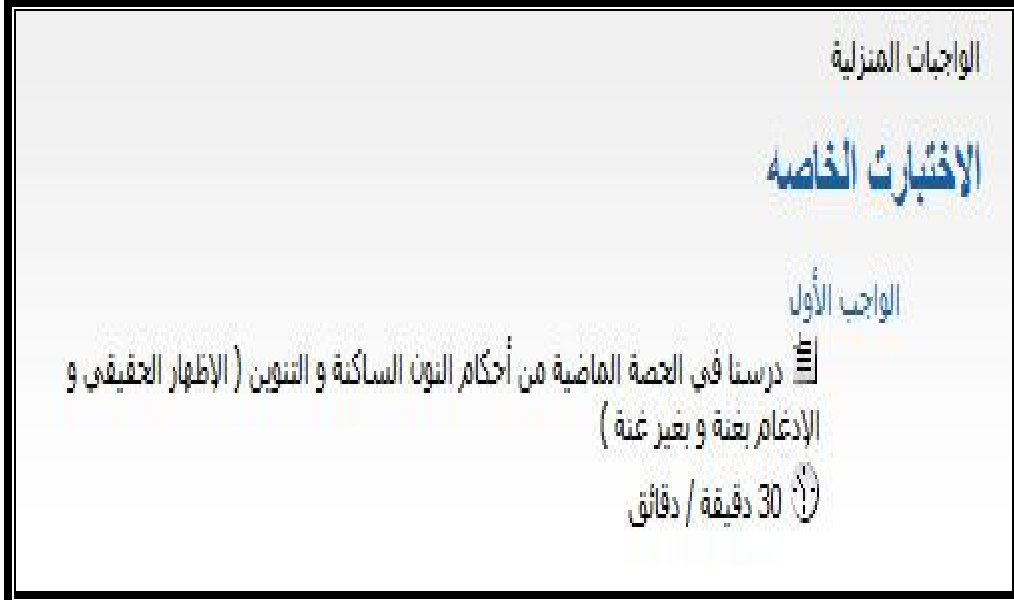 الواجبات المنزلية
الاختبارت الخاصه
الواجب الأول
درسنا في الحصة الماضية من أحكام النون الساكنة و التنوين ( الإظهار الحقيقي و
الإدغام بغنة و بغير غنة )
30 دقيقة / دقائق